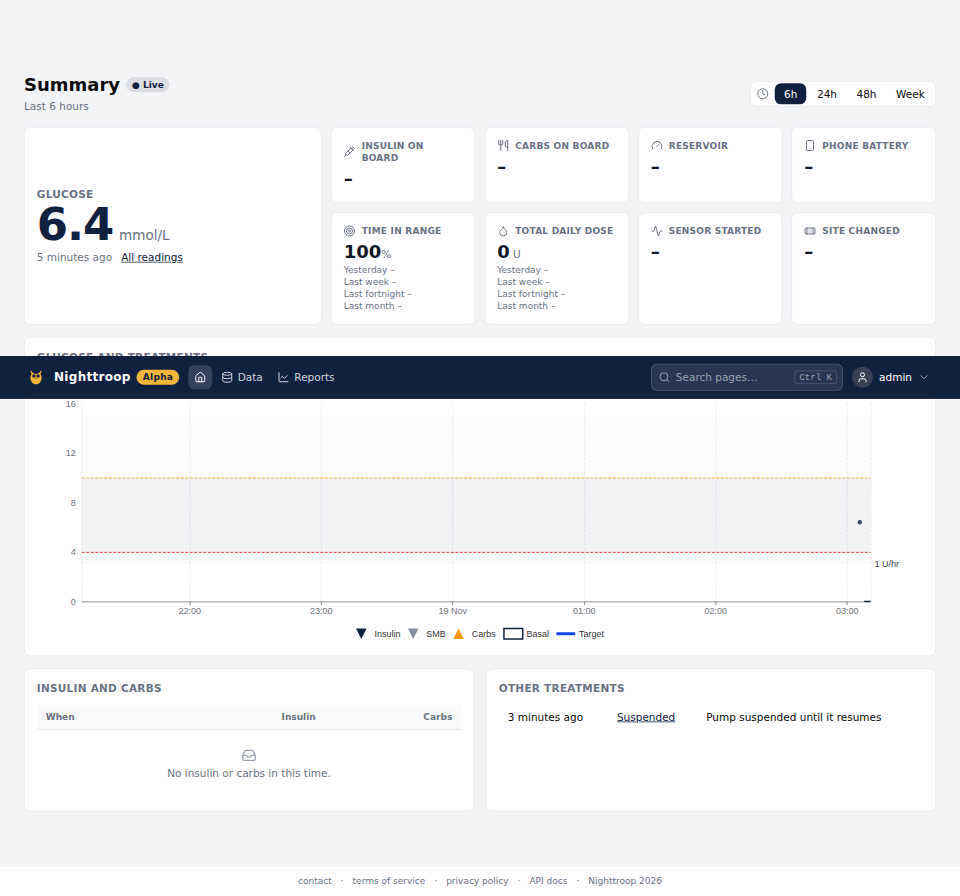 Summary ● Live
Last 6 hours
6h 24h 48h Week
GLUCOSE
6.4 mmol/L
5 minutes ago All readings
INSULIN ON BOARD
–
CARBS ON BOARD
–
RESERVOIR
–
PHONE BATTERY
–
TIME IN RANGE
100%
Yesterday –
Last week –
Last fortnight –
Last month –
TOTAL DAILY DOSE
0 U
Yesterday –
Last week –
Last fortnight –
Last month –
SENSOR STARTED
–
SITE CHANGED
–
GLUCOSE AND TREATMENTS
Nighttroop Alpha Data Reports Search pages... Ctrl K admin
16
12
8
4
0
1 U/hr
22:00 23:00 19 Nov 01:00 02:00 03:00
Insulin SMB Carbs Basal Target
INSULIN AND CARBS
When Insulin Carbs
No insulin or carbs in this time.
OTHER TREATMENTS
3 minutes ago Suspended Pump suspended until it resumes
contact · terms of service · privacy policy · API docs · Nighttroop 2026